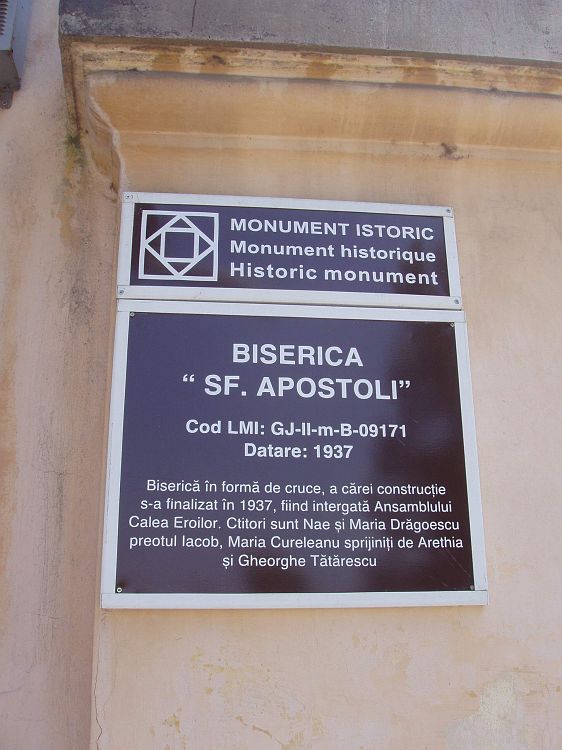 MONUMENT ISTORIC
Monument historique
Historic monument
BISERICA
“ SF. APOSTOLI”
Cod LMI: GJ-II-m-B-09171
Datare: 1937
Biserică în formă de cruce, a cărei construcție
s-a finalizat în 1937, fiind intergată Ansamblului
Calea Eroilor. Ctitori sunt Nae și Maria Drăgoescu
preotul Iacob, Maria Cureleanu sprijiniți de Arethia
și Gheorghe Tătărescu